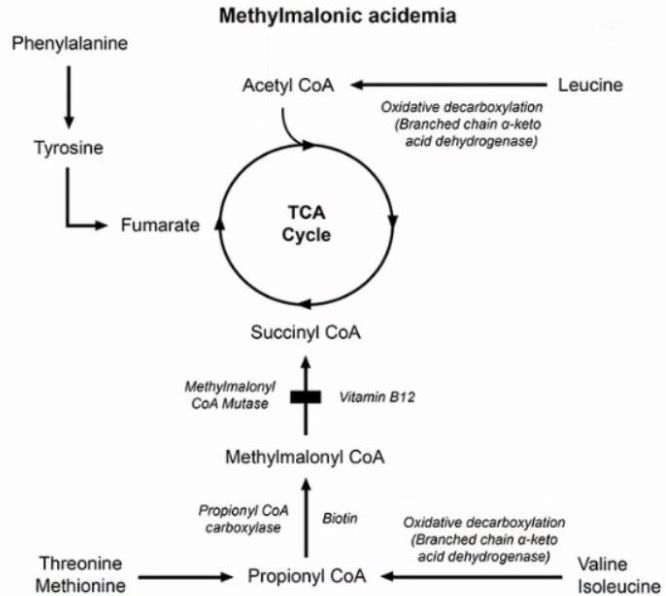 Methylmalonic acidemia
Phenylalanine
Acetyl CoA
Leucine
Oxidative decarboxylation
(Branched chain α-keto
acid dehydrogenase)
Tyrosine
TCA
Cycle
Fumarate
Succinyl CoA
Methylmalonyl
CoA Mutase
Vitamin B12
Methylmalonyl CoA
Propionyl CoA
carboxylase
Biotin
Oxidative decarboxylation
(Branched chain α-keto
acid dehydrogenase)
Threonine
Methionine
Propionyl CoA
Valine
Isoleucine